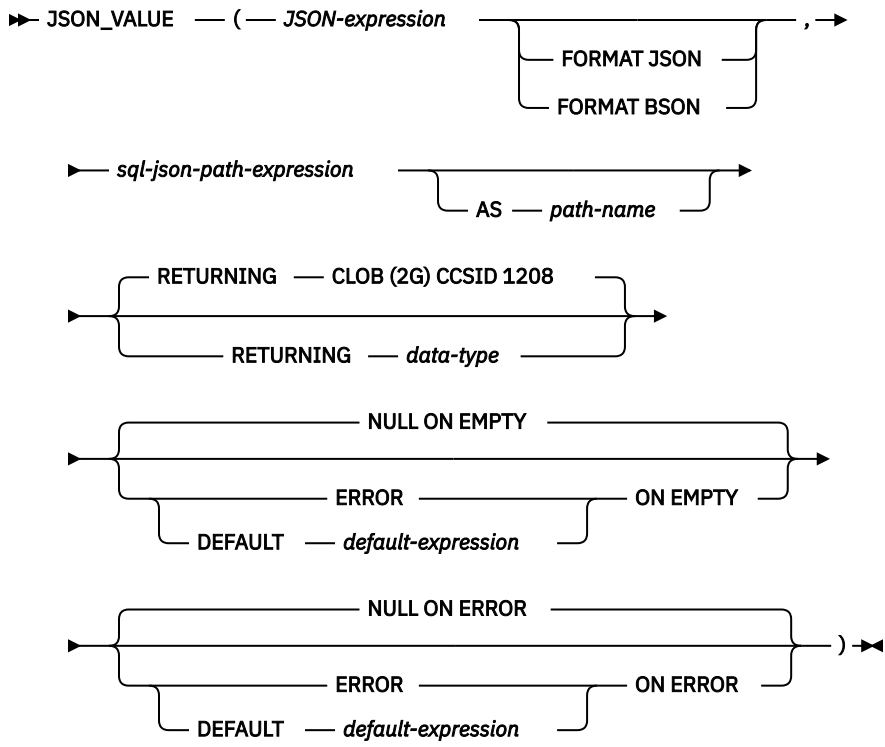 JSON_VALUE ( JSON-expression ,
FORMAT JSON
FORMAT BSON
sql-json-path-expression
AS path-name
RETURNING CLOB (2G) CCSID 1208
RETURNING data-type
NULL ON EMPTY
ERROR ON EMPTY
DEFAULT default-expression
NULL ON ERROR
)
ERROR ON ERROR
DEFAULT default-expression